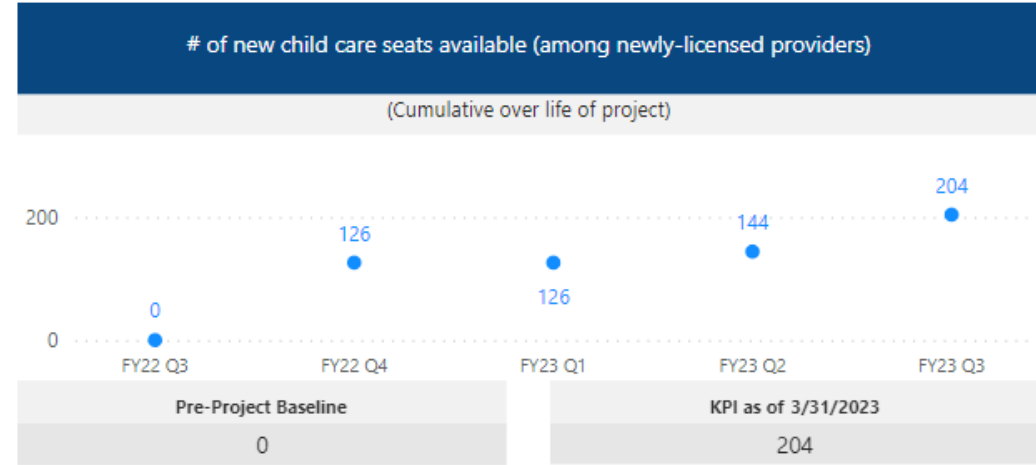 # of new child care seats available (among newly-licensed providers)
(Cumulative over life of project)
204
200
144
126
126
0
0
FY22 Q3 FY22 Q4 FY23 Q1 FY23 Q2 FY23 Q3
Pre-Project Baseline KPI as of 3/31/2023
0 204